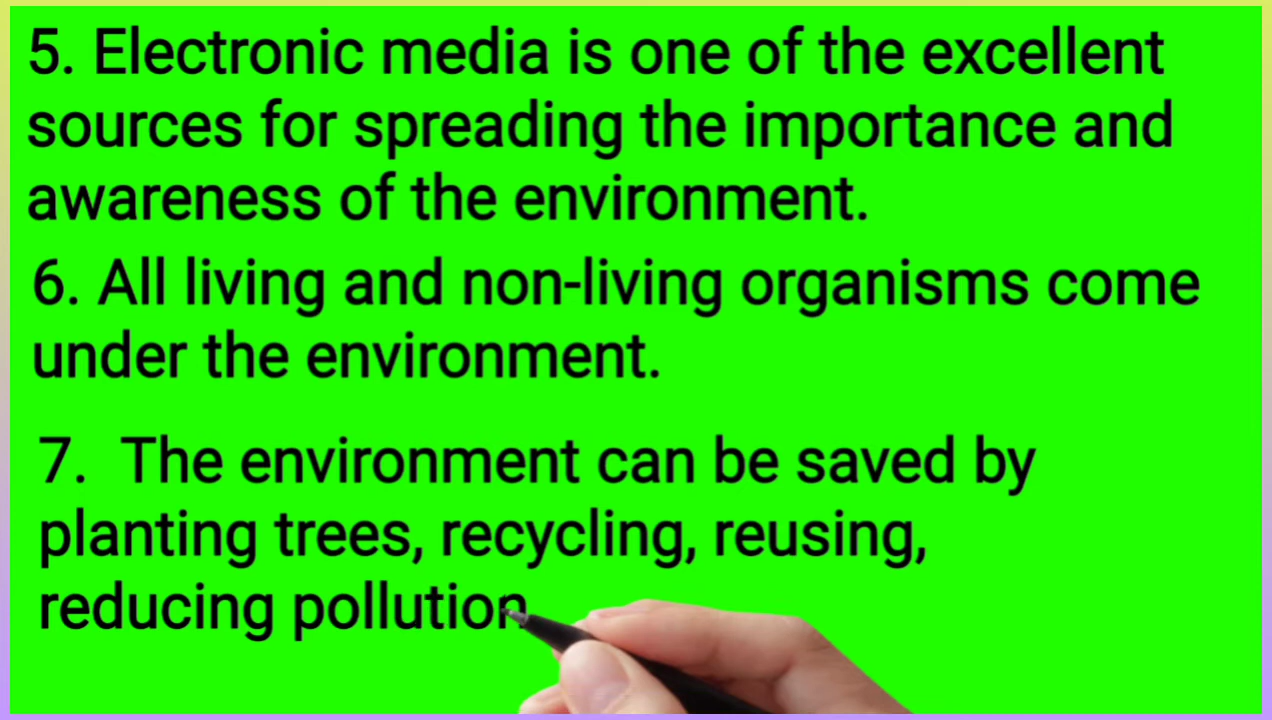 5. Electronic media is one of the excellent
sources for spreading the importance and
awareness of the environment.
6. All living and non-living organisms come
under the environment.
7. The environment can be saved by
planting trees, recycling, reusing,
reducing pollution